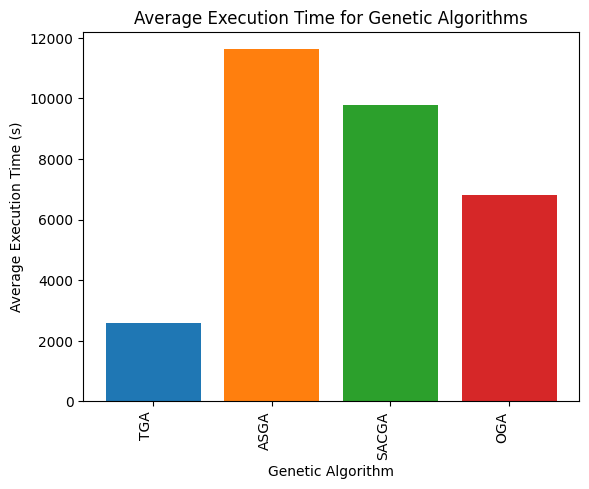 Average Execution Time for Genetic Algorithms
12000
10000
8000
6000
4000
2000
0
Average Execution Time (s)
TGA
ASGA
SACGA
OGA
Genetic Algorithm